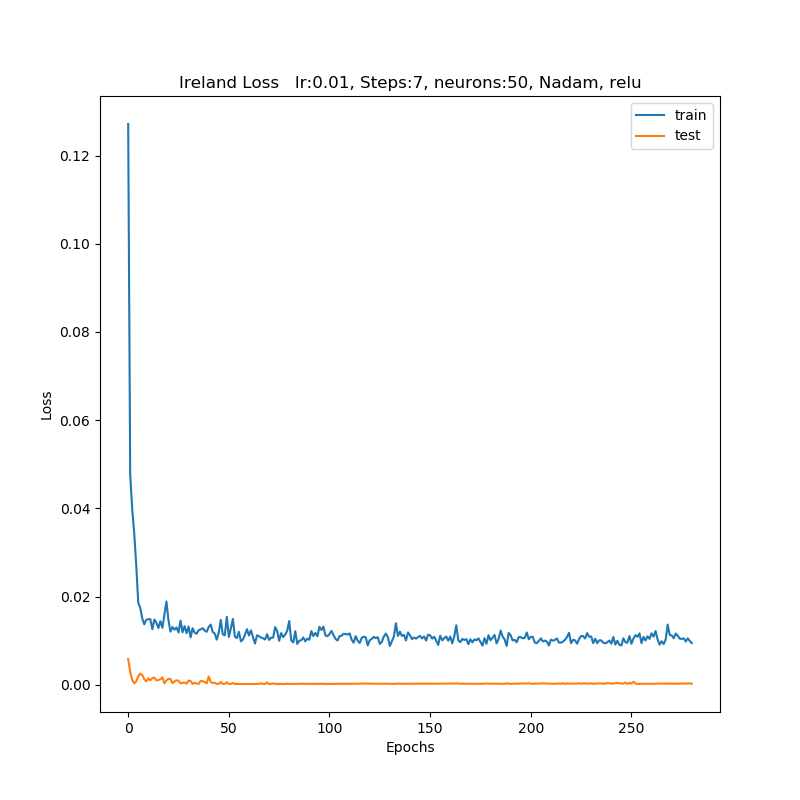 Ireland Loss   lr:0.01, Steps:7, neurons:50, Nadam, relu
train
test
0.12
0.10
0.08
0.06
0.04
0.02
0.00
Loss
0
50
100
150
200
250
Epochs